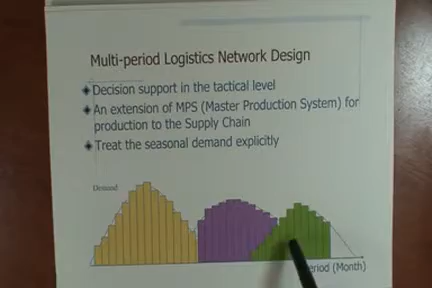 Multi-period Logistics Network Design
Decision support in the tactical level
An extension of MPS (Master Production System) for
production to the Supply Chain
Treat the seasonal demand explicitly
Demand
(Month)